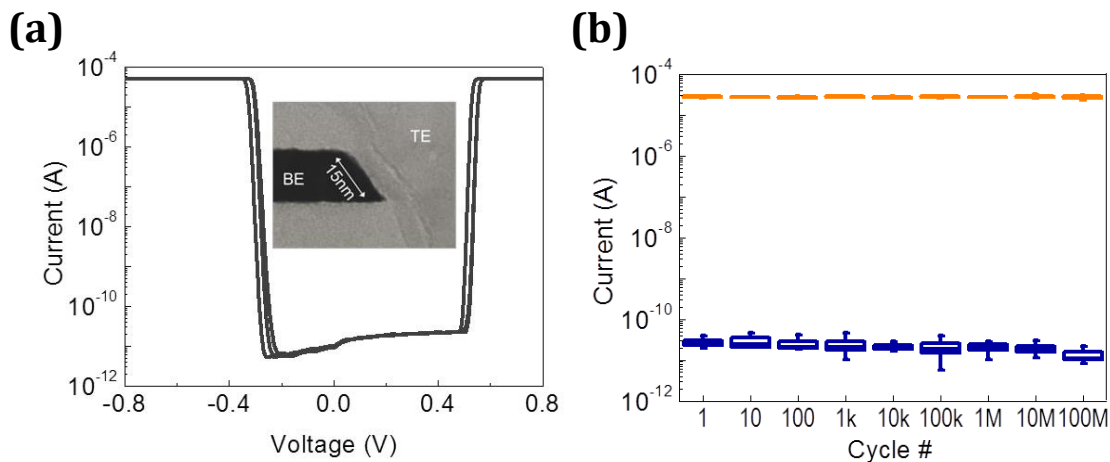 (a)
10⁻⁴
10⁻⁶
10⁻⁸
10⁻¹⁰
10⁻¹²
Current (A)
TE
BE
15nm
-0.8
-0.4
0.0
0.4
0.8
Voltage (V)
(b)
10⁻⁴
10⁻⁶
10⁻⁸
10⁻¹⁰
10⁻¹²
Current (A)
1
10
100
1k
10k
100k
1M
10M
100M
Cycle #